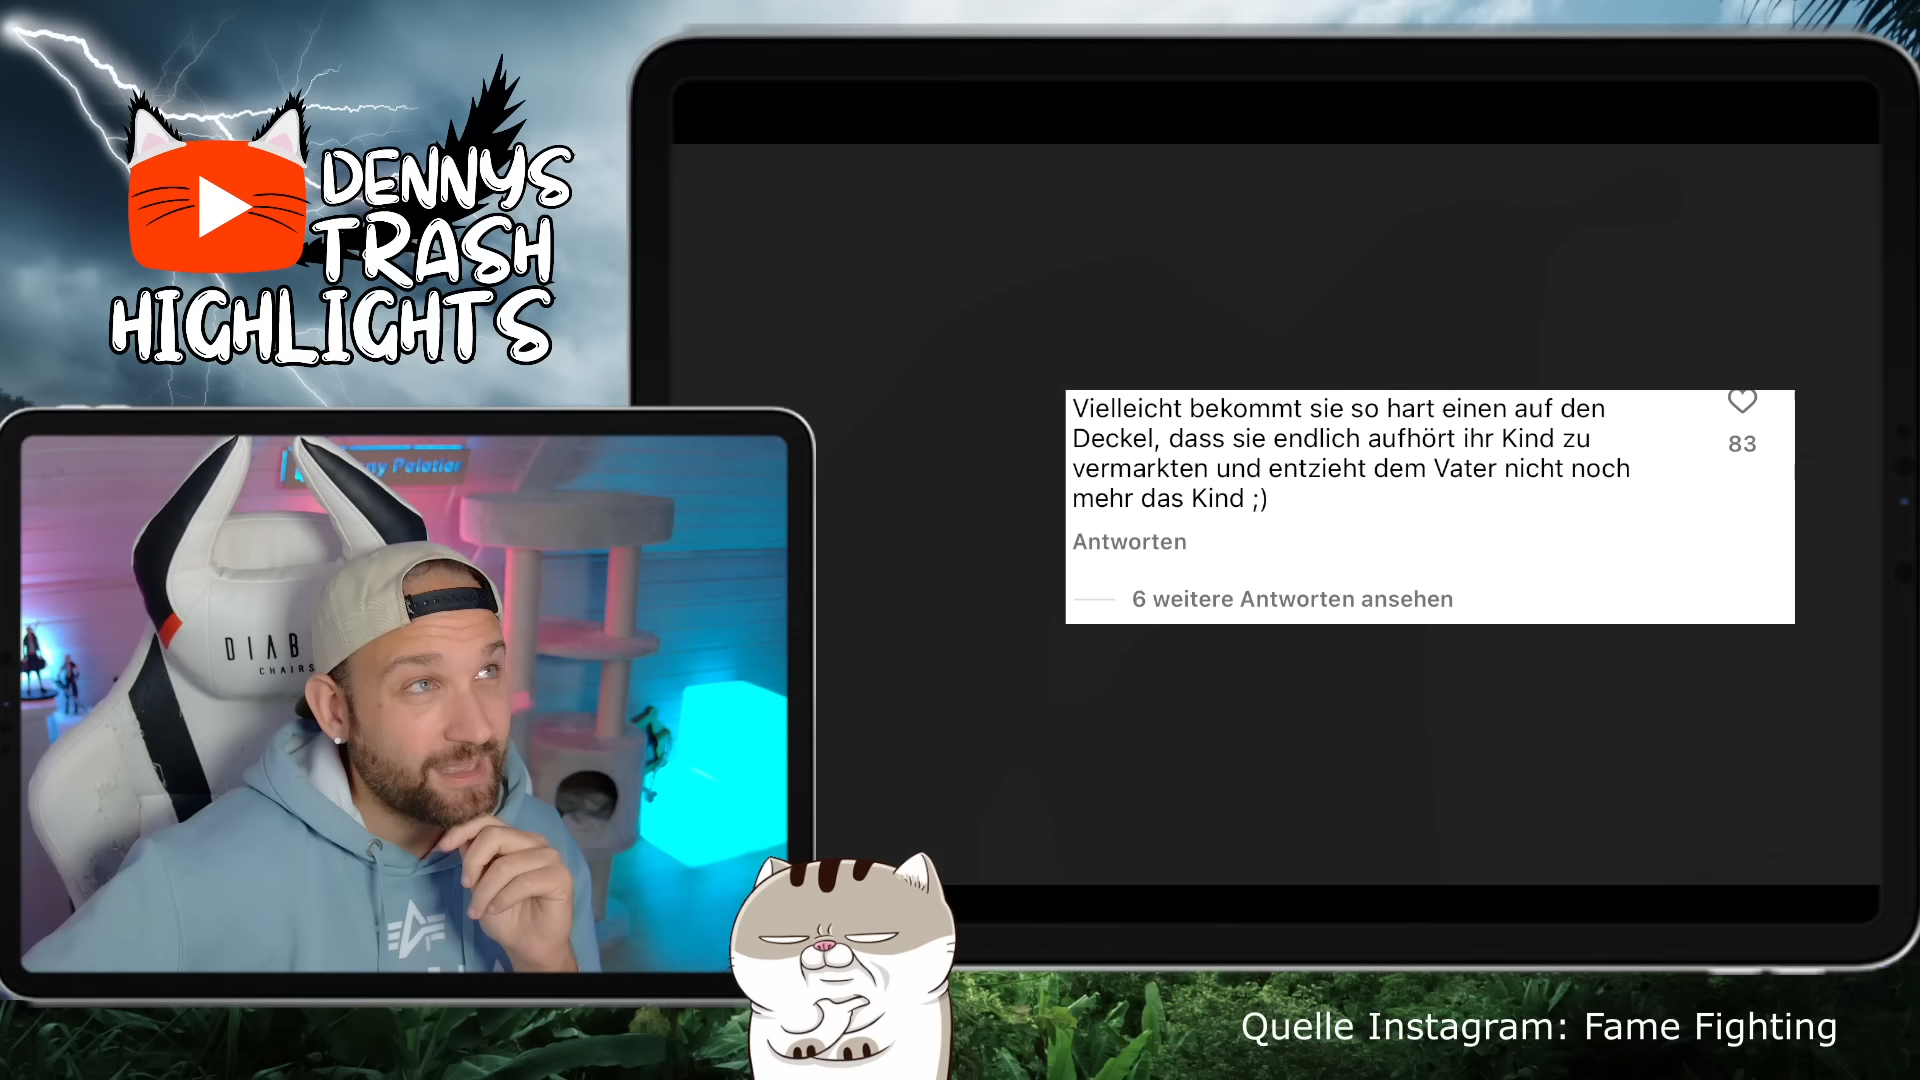 DENNYS
TRASH
HIGHLIGHTS
Vielleicht bekommt sie so hart einen auf den
Deckel, dass sie endlich aufhört ihr Kind zu
vermarkten und entzieht dem Vater nicht noch
mehr das Kind ;)
83
Antworten
6 weitere Antworten ansehen
DIAB
CHAIRS
Quelle Instagram: Fame Fighting